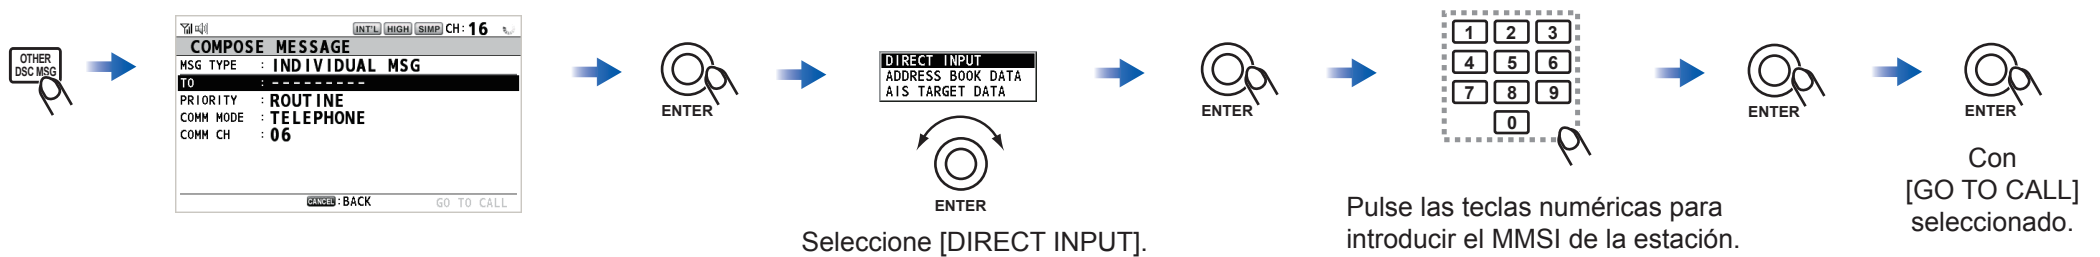 OTHER
DSC MSG
INT'L HIGH SIMP CH: 16
COMPOSE MESSAGE
MSG TYPE : INDIVIDUAL MSG
TO : ---------
PRIORITY : ROUTINE
COMM MODE : TELEPHONE
COMM CH : 06
CANCEL : BACK GO TO CALL
ENTER
DIRECT INPUT
ADDRESS BOOK DATA
AIS TARGET DATA
ENTER
Seleccione [DIRECT INPUT].
ENTER
1 2 3
4 5 6
7 8 9
0
Pulse las teclas numéricas para
introducir el MMSI de la estación.
ENTER
ENTER
Con
[GO TO CALL]
seleccionado.